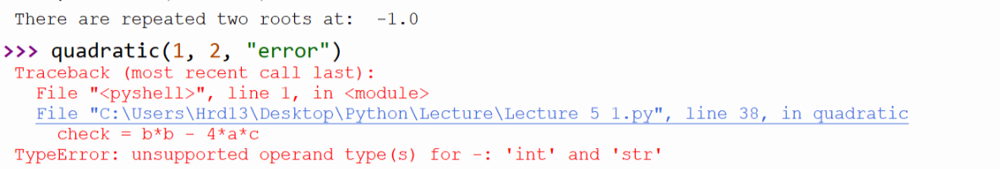 There are repeated two roots at:  -1.0
>>> quadratic(1, 2, "error")
Traceback (most recent call last):
  File "<pyshell>", line 1, in <module>
  File "C:\Users\Hrd13\Desktop\Python\Lecture\Lecture 5 1.py", line 38, in quadratic
    check = b*b - 4*a*c
TypeError: unsupported operand type(s) for -: 'int' and 'str'